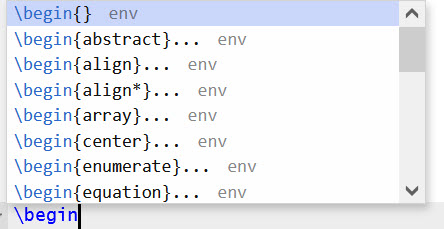 \begin{} env
\begin{abstract}... env
\begin{align}... env
\begin{align*}... env
\begin{array}... env
\begin{center}... env
\begin{enumerate}... env
\begin{equation}... env
\begin